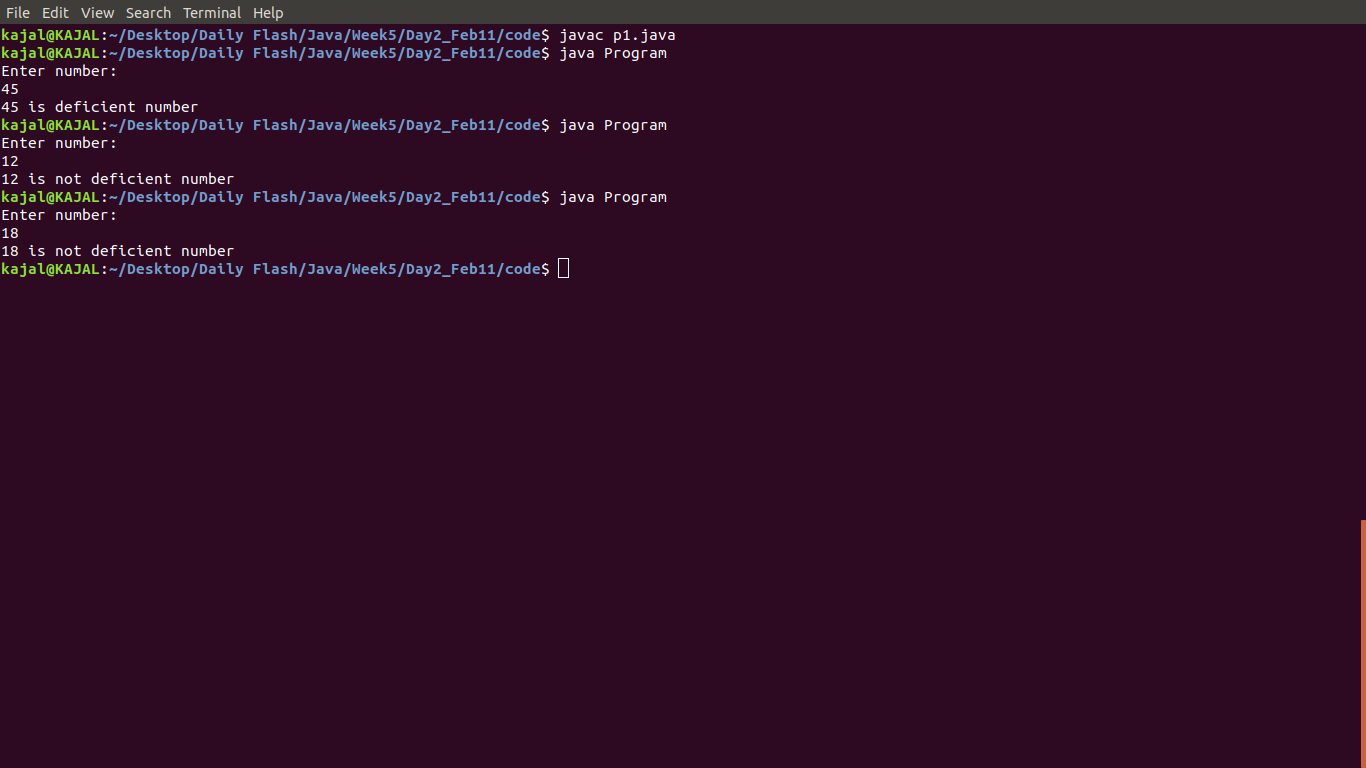 File Edit View Search Terminal Help
kajal@KAJAL:~/Desktop/Daily Flash/Java/Week5/Day2_Feb11/code$ javac p1.java
kajal@KAJAL:~/Desktop/Daily Flash/Java/Week5/Day2_Feb11/code$ java Program
Enter number:
45
45 is deficient number
kajal@KAJAL:~/Desktop/Daily Flash/Java/Week5/Day2_Feb11/code$ java Program
Enter number:
12
12 is not deficient number
kajal@KAJAL:~/Desktop/Daily Flash/Java/Week5/Day2_Feb11/code$ java Program
Enter number:
18
18 is not deficient number
kajal@KAJAL:~/Desktop/Daily Flash/Java/Week5/Day2_Feb11/code$